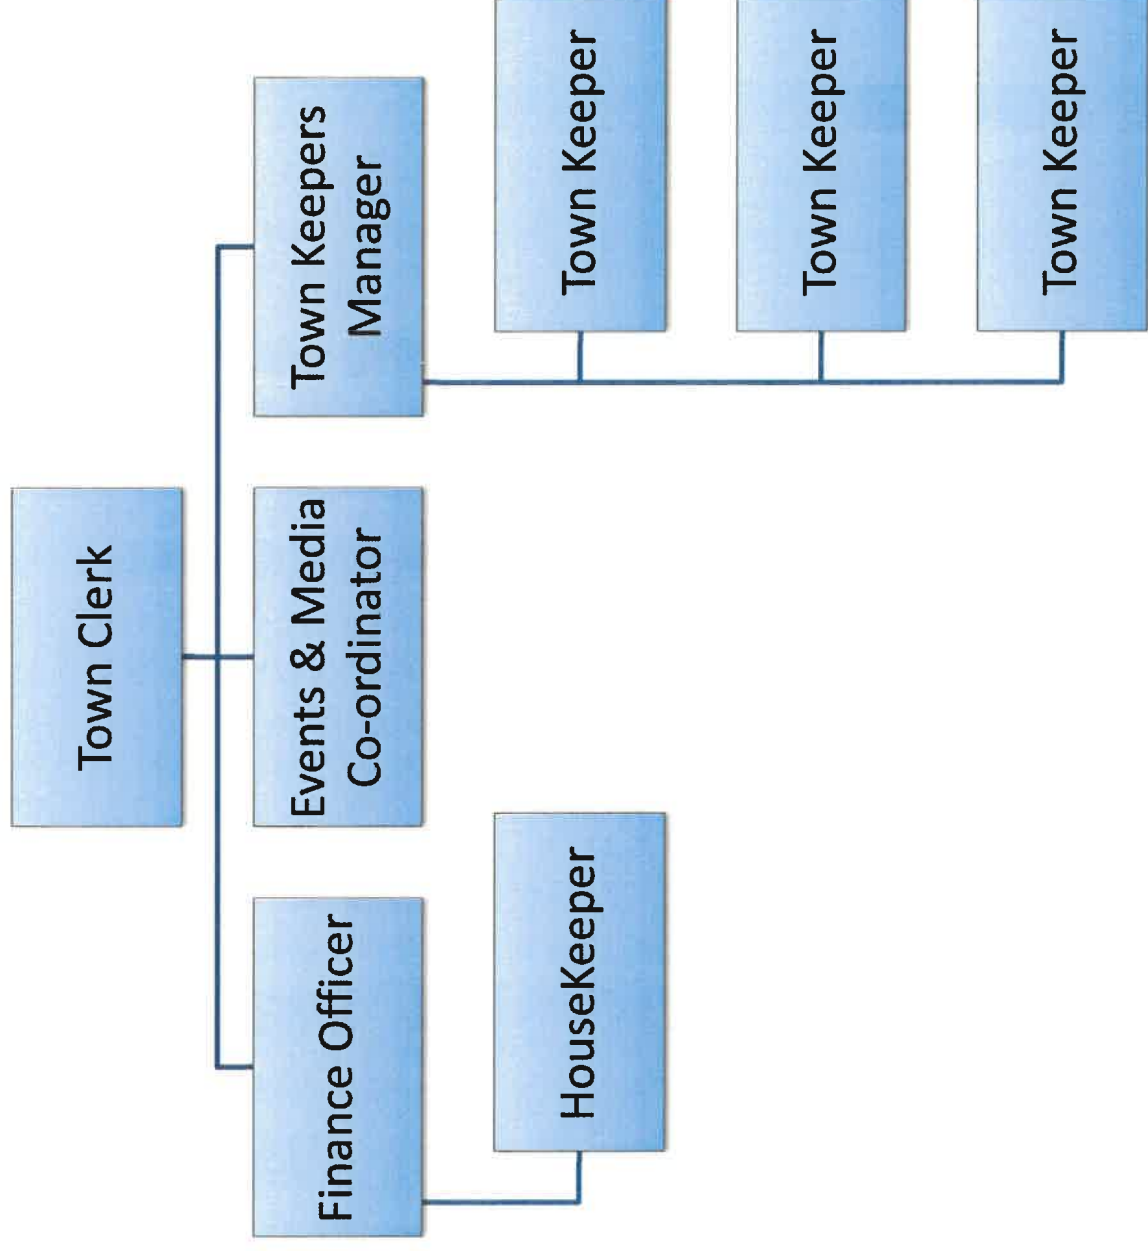 Town Clerk
Finance Officer
Events & Media
Co-ordinator
Town Keepers
Manager
HouseKeeper
Town Keeper
Town Keeper
Town Keeper